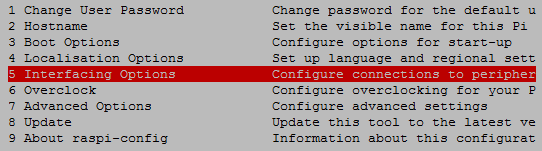 1 Change User Password Change password for the default u
2 Hostname Set the visible name for this Pi
3 Boot Options Configure options for start-up
4 Localisation Options Set up language and regional sett
5 Interfacing Options Configure connections to peripher
6 Overclock Configure overclocking for your P
7 Advanced Options Configure advanced settings
8 Update Update this tool to the latest ve
9 About raspi-config Information about this configurat